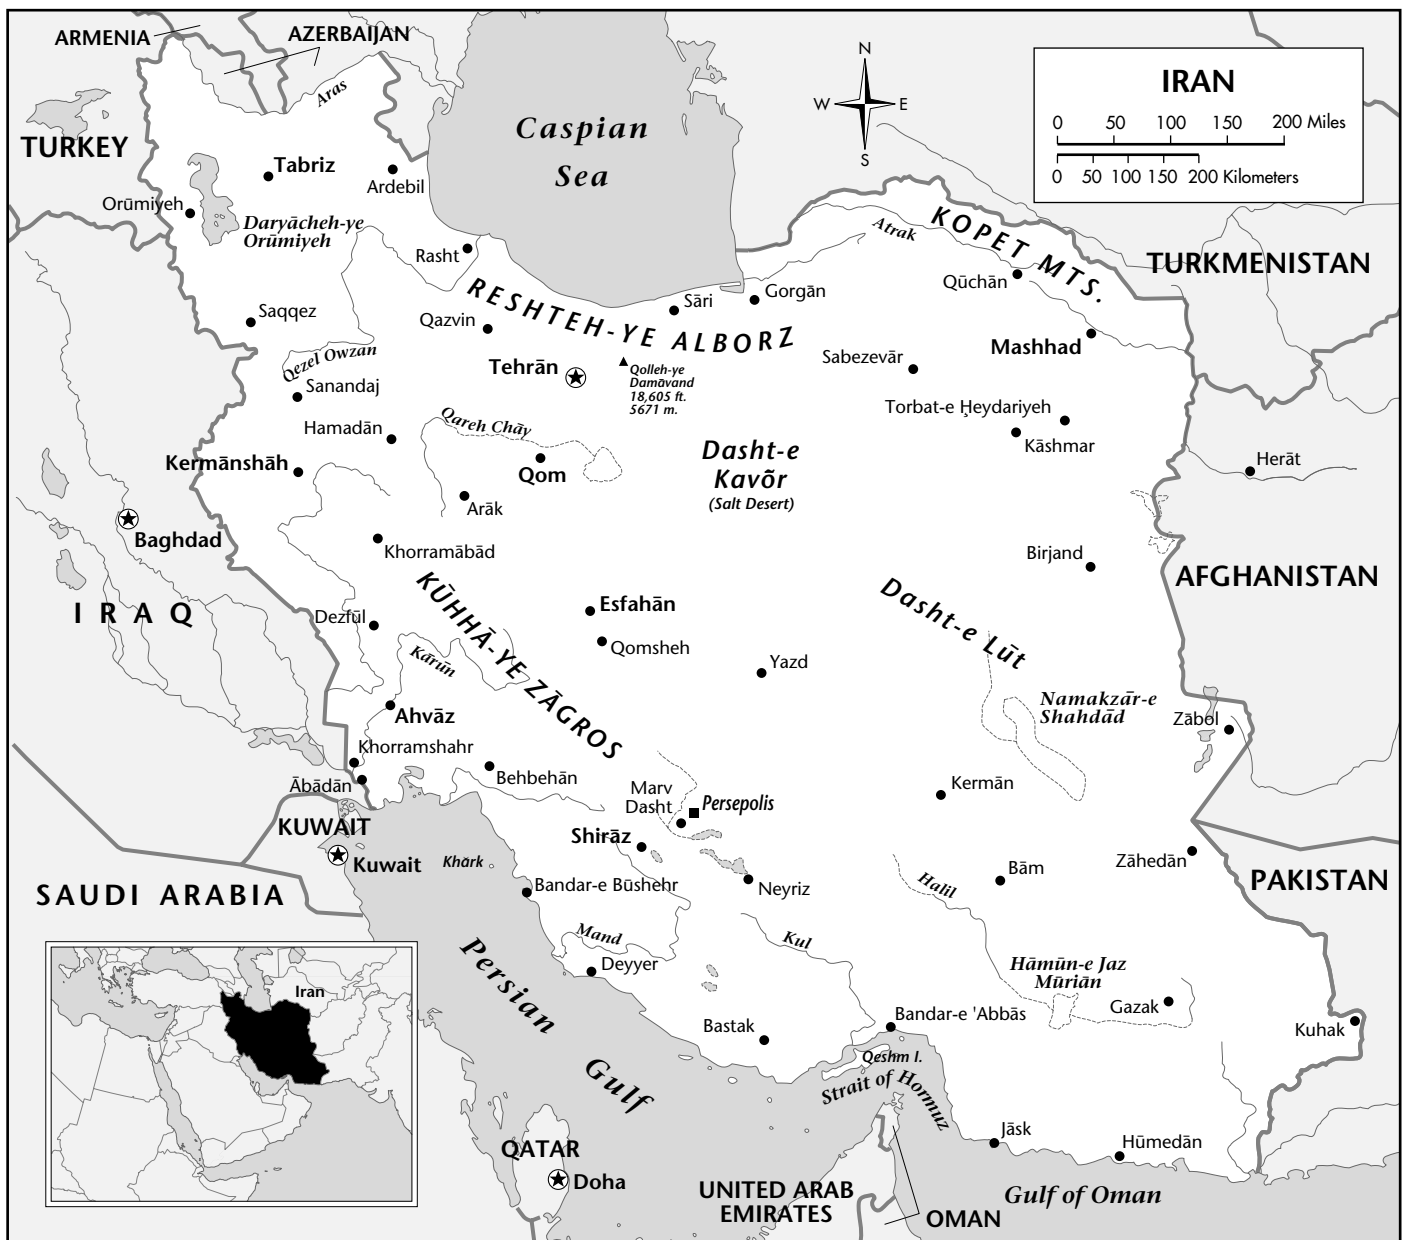 ARMENIA
AZERBAIJAN
TURKEY
Aras
Caspian
Sea
N
W
E
S
IRAN
0 50 100 150 200 Miles
0 50 100 150 200 Kilometers
Tabriz
Ardebil
Orūmiyeh
Daryācheh-ye
Orūmiyeh
Rasht
Atrak
KOPET MTS.
TURKMENISTAN
Qūchān
Gorgān
Sāri
RESHTEH-YE ALBORZ
Saqqez
Qazvin
Mashhad
Qezel Owzan
Tehrān
Qolleh-ye
Damāvand
18,605 ft.
5671 m.
Sabezevār
Sanandaj
Torbat-e Ḩeydariyeh
Qareh Chāy
Hamadān
Kāshmar
Dasht-e
Kavõr
(Salt Desert)
Kermānshāh
Qom
Herāt
Arāk
Baghdad
Khorramābād
Birjand
AFGHANISTAN
KŪHHĀ-YE ZĀGROS
IRAQ
Dezfūl
Esfahān
Qomsheh
Dasht-e Lūt
Kārūn
Yazd
Namakzār-e
Shahdād
Zābol
Ahvāz
Khorramshahr
Behbehān
Ābādān
Marv
Dasht
Persepolis
Kermān
KUWAIT
Kuwait
Shirāz
Khārk
Zāhedān
PAKISTAN
SAUDI ARABIA
Bandar-e Būshehr
Neyriz
Bām
Halil
Mand
Kul
Deyyer
Persian
Gulf
Hāmūn-e Jaz
Mūriān
Gazak
Iran
Bastak
Bandar-e 'Abbās
Kuhak
Qeshm I.
Strait of Hormuz
Jāsk
Hūmedān
QATAR
Doha
UNITED ARAB
EMIRATES
OMAN
Gulf of Oman